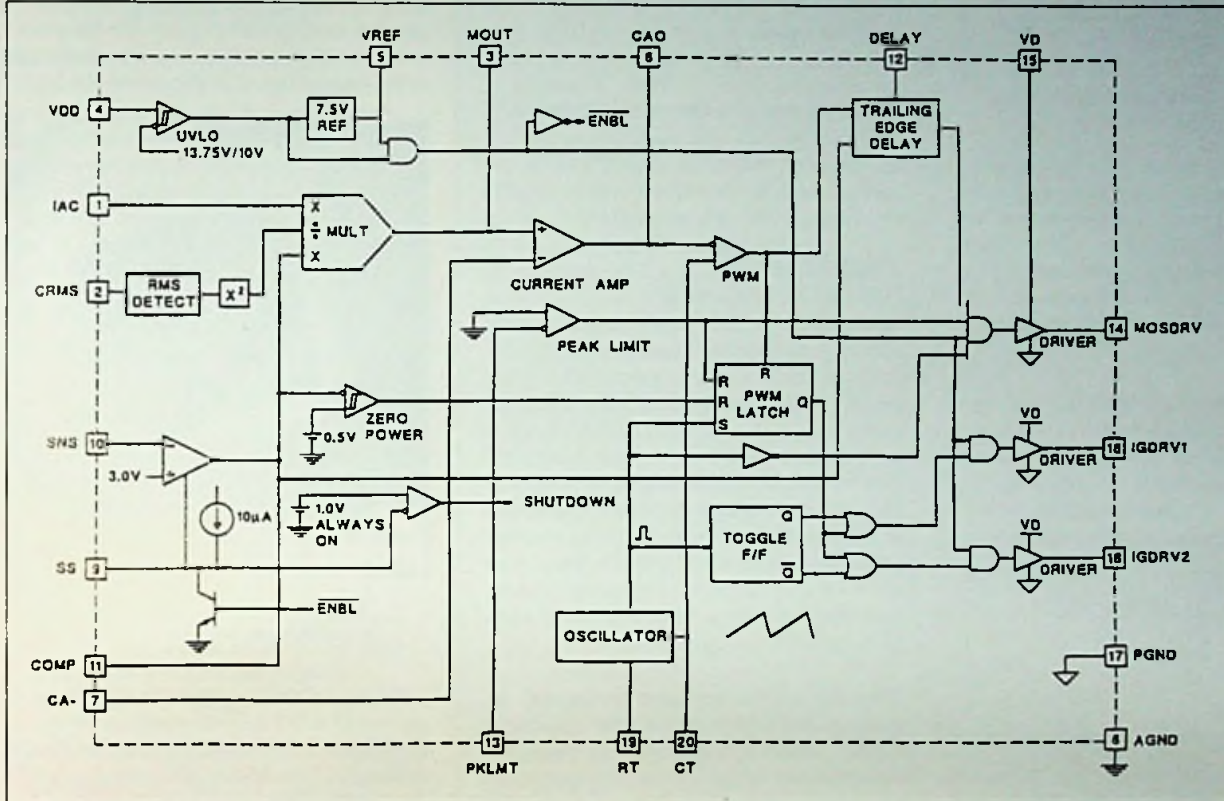 VREF MOUT CAO DELAY VD
5 3 8 12 15
VDD 4
UVLO
13.75V/10V
7.5V
REF
ENBL
TRAILING
EDGE
DELAY
IAC 1
X
÷ MULT
X
CRMS 2
RMS
DETECT
X²
+
−
CURRENT AMP
PWM
PEAK LIMIT
DRIVER
14 MOSDRV
R
R R
S
PWM
LATCH
Q
ZERO
POWER
0.5V
SNS 10
−
3.0V +
VD
DRIVER
16 IGDRV1
10µA
1.0V
ALWAYS
ON
SHUTDOWN
Q
TOGGLE
F/F
Q̅
VD
DRIVER
18 IGDRV2
SS 9
ENBL
OSCILLATOR
COMP 11
CA- 7
17 PGND
6 AGND
13 19 20
PKLMT RT CT